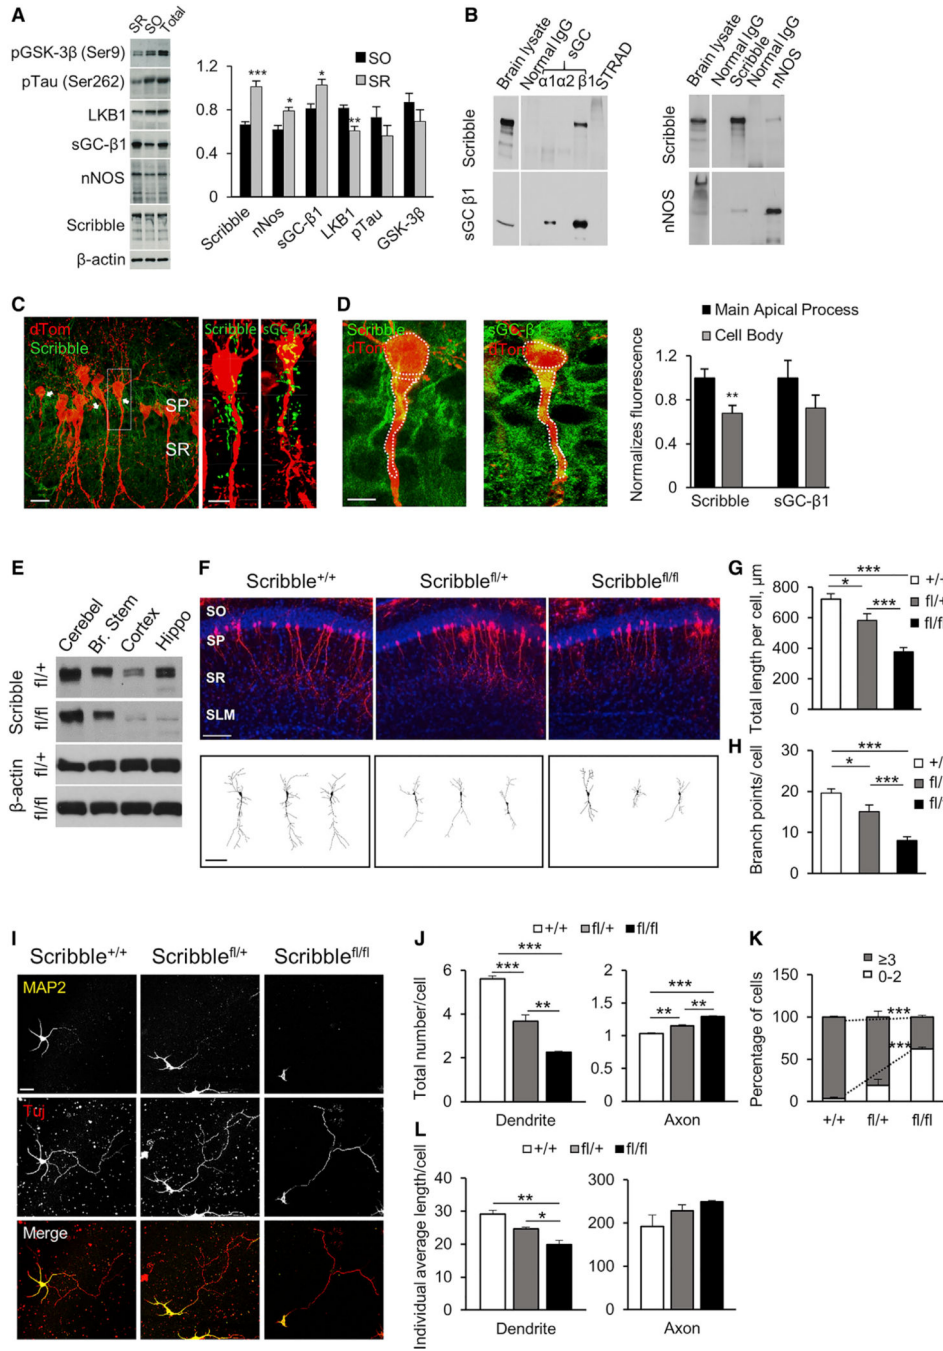 A
SR SO Total
pGSK-3β (Ser9)
pTau (Ser262)
LKB1
sGC-β1
nNOS
Scribble
β-actin
SO
SR
1.2
0.8
0.4
0
***
*
*
**
Scribble
nNos
sGC-β1
LKB1
pTau
GSK-3β
B
Brain lysate
Normal IgG
sGC
α1 α2 β1
STRAD
Scribble
sGC β1
Brain lysate
Normal IgG
Scribble
Normal IgG
nNOS
Scribble
nNOS
C
dTom
Scribble
SP
SR
Scribble
sGC-β1
D
Scribble
dTom
sGC-β1
dTom
Main Apical Process
Cell Body
Normalizes fluorescence
1.2
0.8
0.4
0
**
Scribble
sGC-β1
E
Cerebel
Br. Stem
Cortex
Hippo
Scribble
fl/+
fl/fl
β-actin
fl/+
fl/fl
F
Scribble+/+
Scribblefl/+
Scribblefl/fl
SO
SP
SR
SLM
G
Total length per cell, μm
800
600
400
200
0
***
*
***
+/
fl/+
fl/f
H
Branch points/ cell
30
20
10
0
***
*
***
+/
fl/
fl/
I
Scribble+/+
Scribblefl/+
Scribblefl/fl
MAP2
Tuj
Merge
J
+/+ fl/+ fl/fl
Total number/cell
6
4
2
0
***
***
**
Dendrite
2
1.5
1
0.5
0
***
**
**
Axon
K
≥3
0-2
Percentage of cells
100
50
0
***
***
+/+ fl/+ fl/fl
L
+/+ fl/+ fl/fl
Individual average length/cell
40
30
20
10
0
**
*
Dendrite
300
200
100
0
Axon